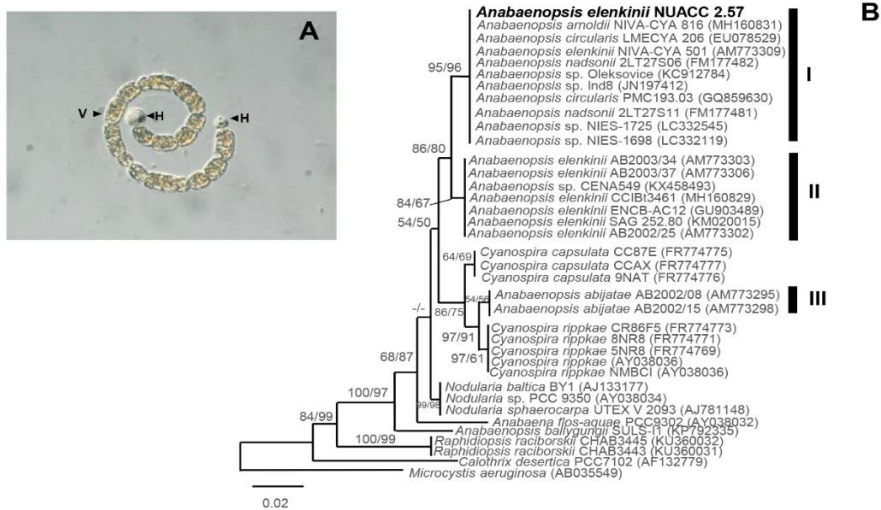 A
V
H
H
B
Anabaenopsis elenkinii NUACC 2.57
Anabaenopsis arnoldii NIVA-CYA 816 (MH160831)
Anabaenopsis circularis LMECYA 206 (EU078529)
Anabaenopsis elenkinii NIVA-CYA 501 (AM773309)
Anabaenopsis nadsonii 2LT27S06 (FM177482)
Anabaenopsis sp. Oleksovice (KC912784)
Anabaenopsis sp. Ind8 (JN197412)
Anabaenopsis circularis PMC193.03 (GQ859630)
Anabaenopsis nadsonii 2LT27S11 (FM177481)
Anabaenopsis sp. NIES-1725 (LC332545)
Anabaenopsis sp. NIES-1698 (LC332119)
I
95/96
86/80
Anabaenopsis elenkinii AB2003/34 (AM773303)
Anabaenopsis elenkinii AB2003/37 (AM773306)
Anabaenopsis sp. CENA549 (KX458493)
Anabaenopsis elenkinii CCIBt3461 (MH160829)
Anabaenopsis elenkinii ENCB-AC12 (GU903489)
Anabaenopsis elenkinii SAG 252.80 (KM020015)
Anabaenopsis elenkinii AB2002/25 (AM773302)
II
84/67
54/50
Cyanospira capsulata CC87E (FR774775)
Cyanospira capsulata CCAX (FR774777)
Cyanospira capsulata 9NAT (FR774776)
64/69
Anabaenopsis abijatae AB2002/08 (AM773295)
Anabaenopsis abijatae AB2002/15 (AM773298)
III
54/56
86/75
-/-
Cyanospira rippkae CR86F5 (FR774773)
Cyanospira rippkae 8NR8 (FR774771)
Cyanospira rippkae 5NR8 (FR774769)
Cyanospira rippkae (AY038036)
Cyanospira rippkae NMBCI (AY038036)
97/91
97/61
68/87
Nodularia baltica BY1 (AJ133177)
Nodularia sp. PCC 9350 (AY038034)
Nodularia sphaerocarpa UTEX V 2093 (AJ781148)
99/98
100/97
Anabaena flos-aquae PCC9302 (AY038032)
Anabaenopsis ballygungii SULS-I1 (KP792335)
84/99
Raphidiopsis raciborskii CHAB3445 (KU360032)
Raphidiopsis raciborskii CHAB3443 (KU360031)
100/99
Calothrix desertica PCC7102 (AF132779)
Microcystis aeruginosa (AB035549)
0.02